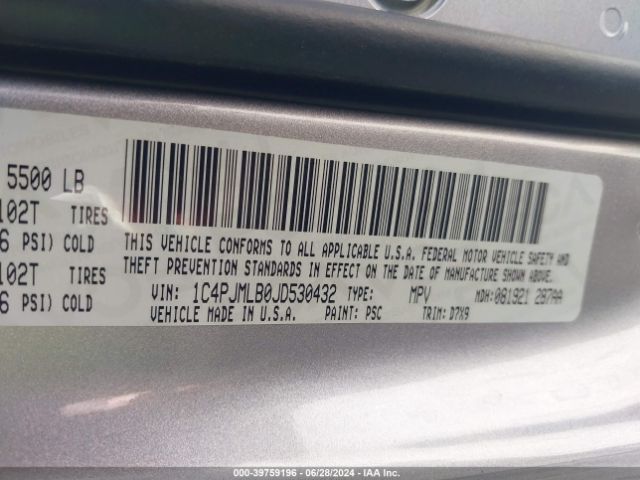 5500 LB
102T TIRES
6 PSI) COLD
102T TIRES
6 PSI) COLD
THIS VEHICLE CONFORMS TO ALL APPLICABLE U.S.A. FEDERAL MOTOR VEHICLE SAFETY AND
THEFT PREVENTION STANDARDS IN EFFECT ON THE DATE OF MANUFACTURE SHOWN ABOVE.
VIN: 1C4PJMLB0JD530432 TYPE: MPV MDH:081921 287AA
VEHICLE MADE IN U.S.A. PAINT: PSC TRIM: D7X9
000-39759196 - 06/28/2024 - IAA Inc.